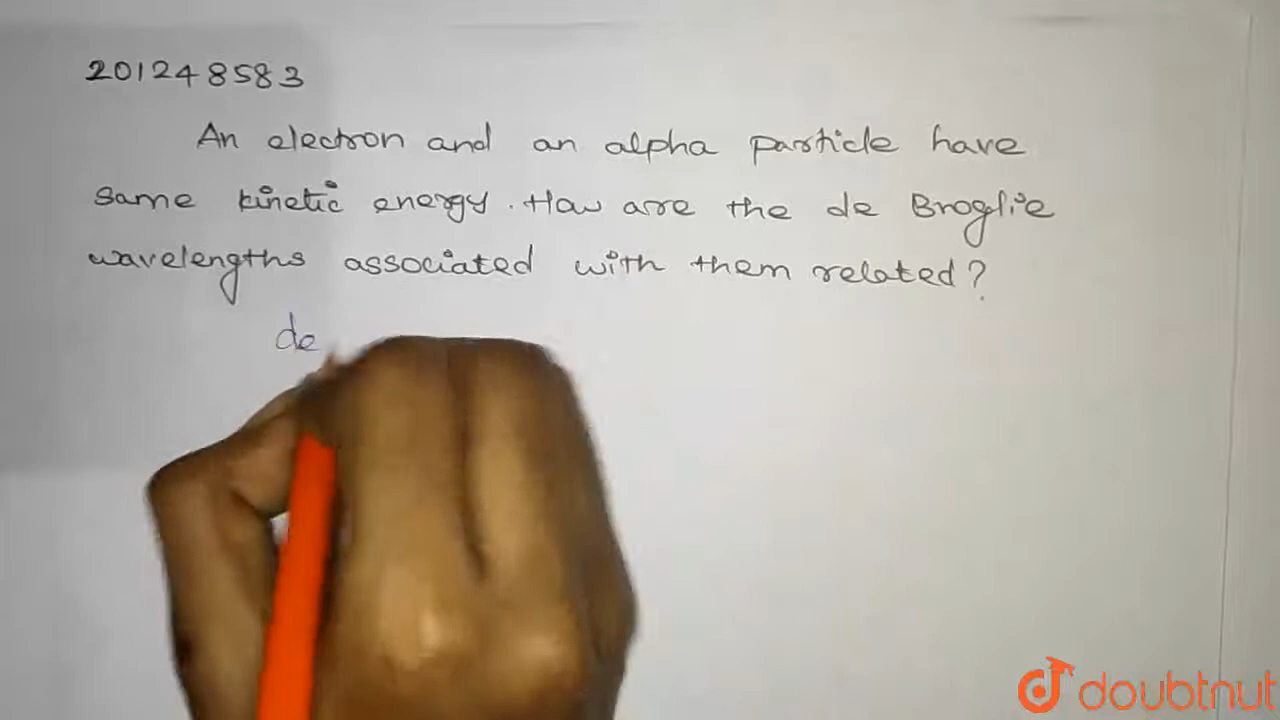 201248583
An electron and an alpha particle have
same kinetic energy. How are the de Broglie
wavelengths associated with them related?
de
doubtnut